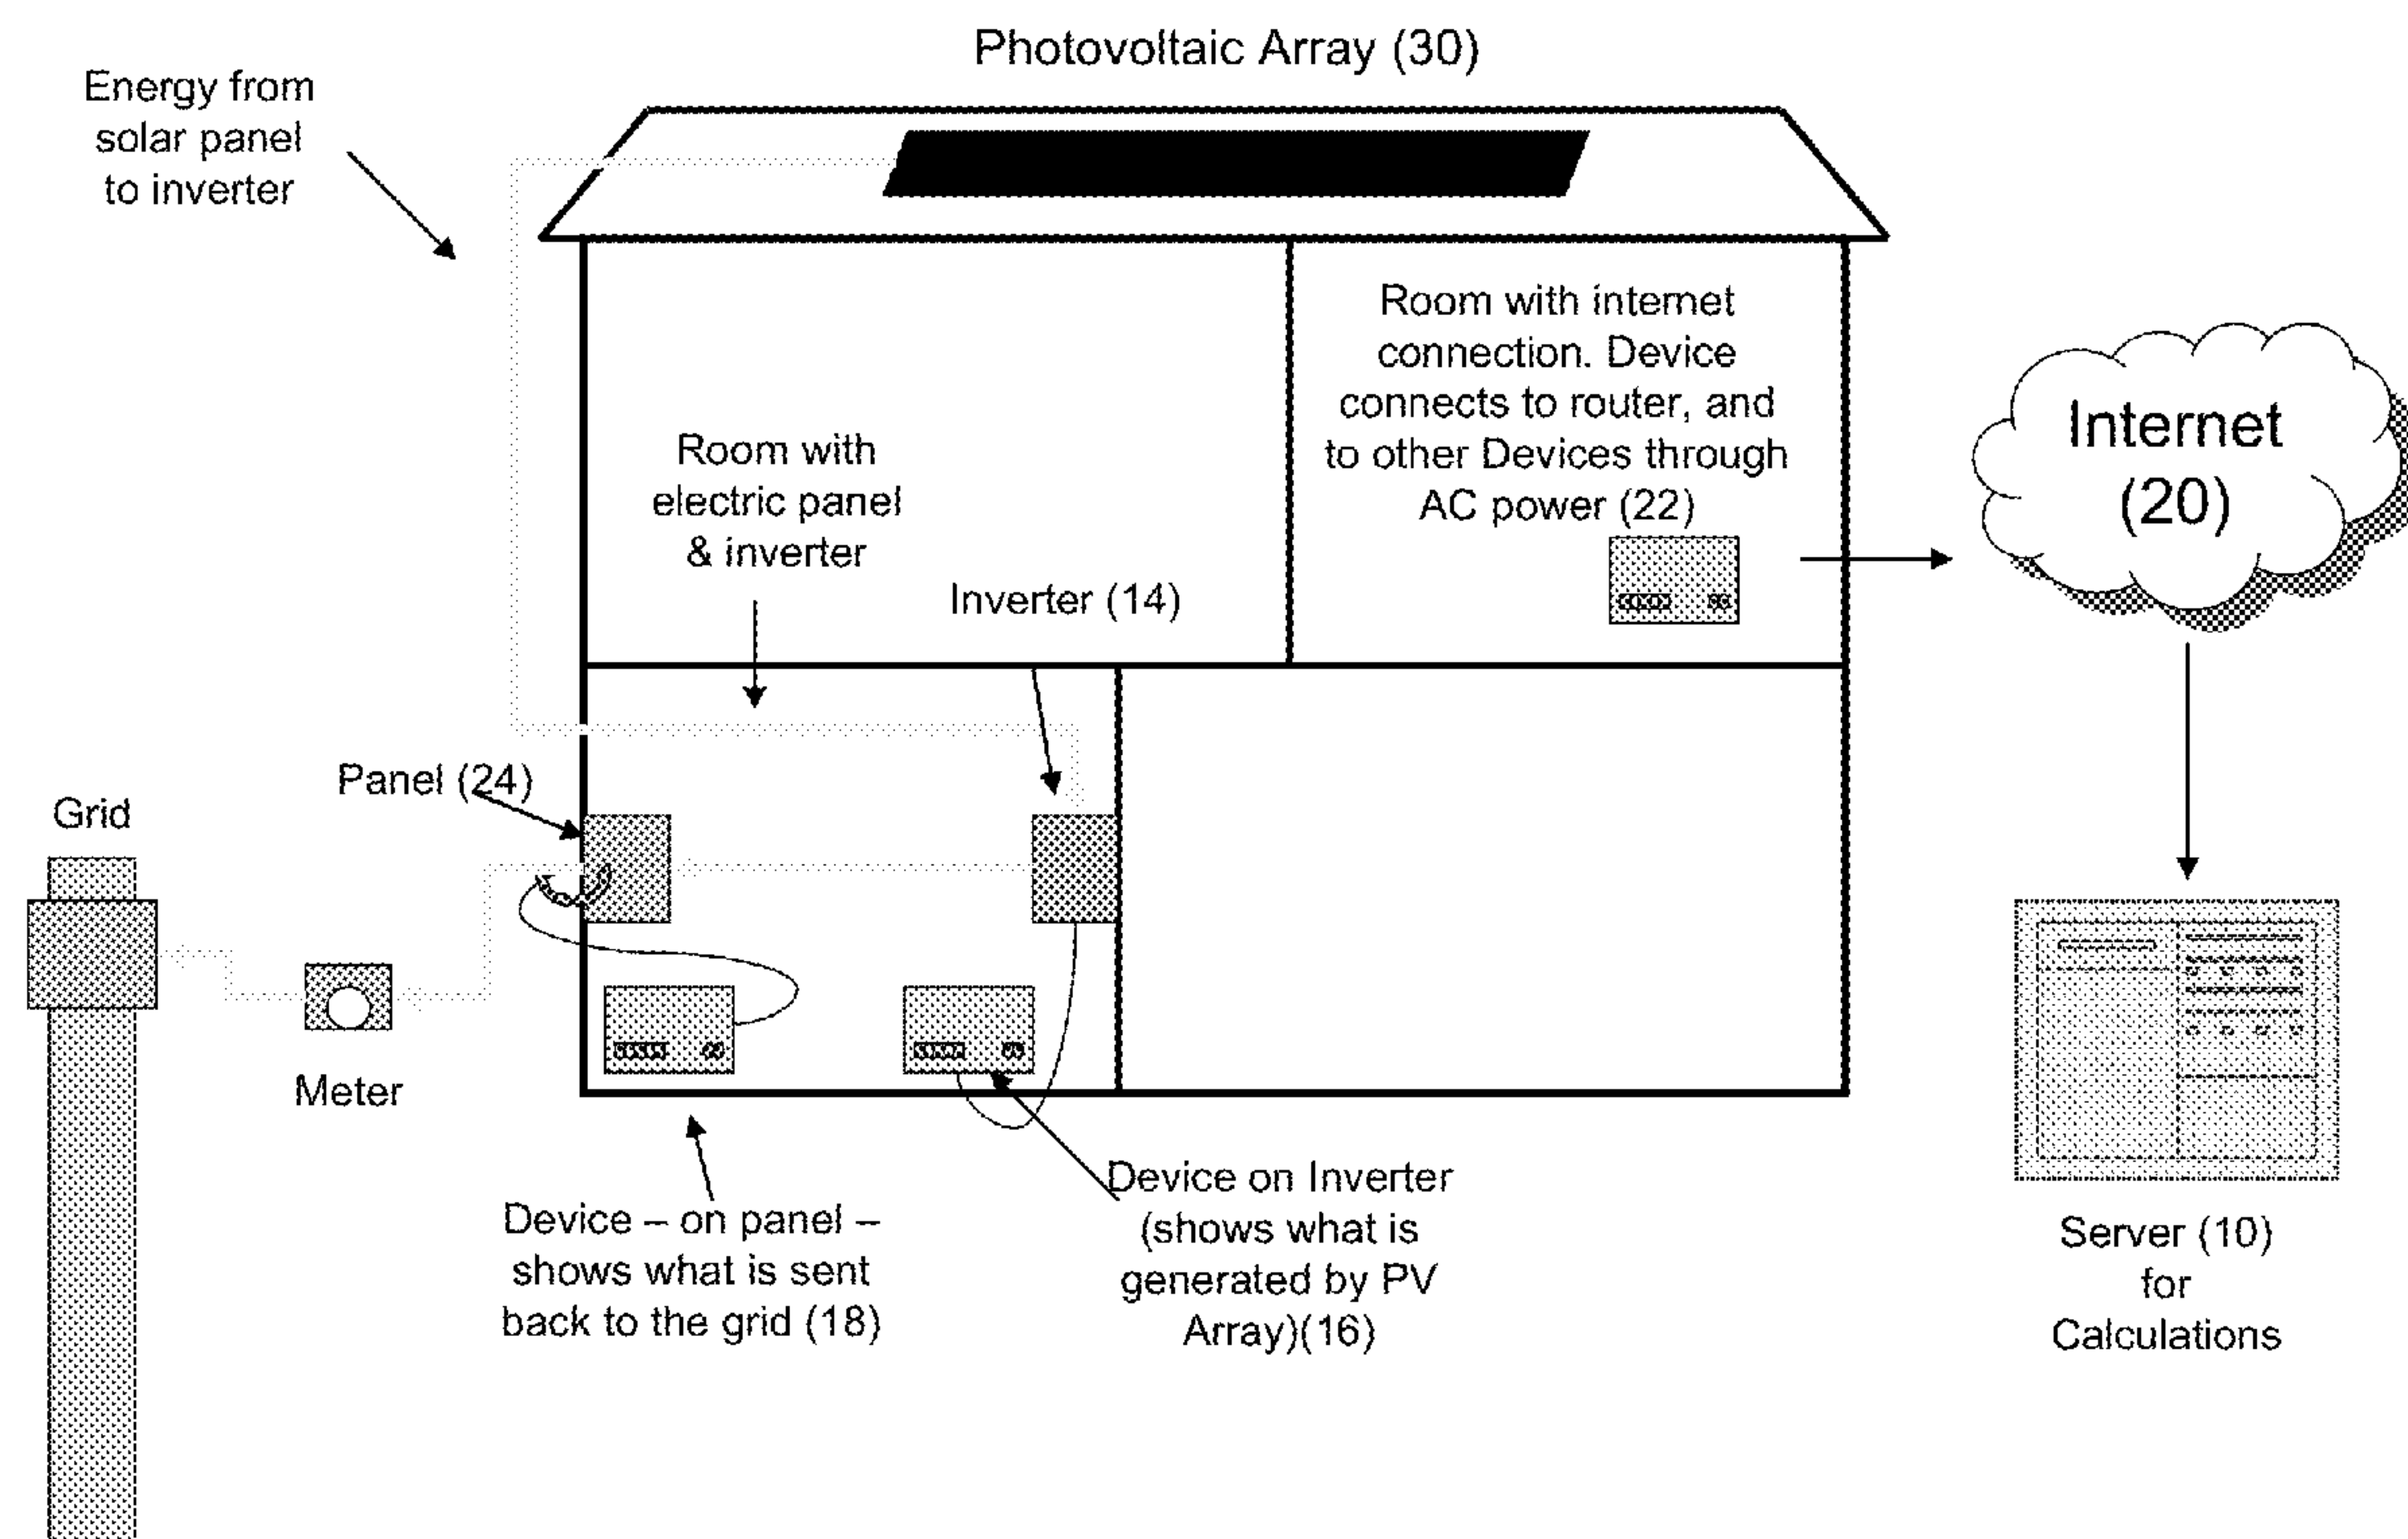 Photovoltaic Array (30)
Energy from
solar panel
to inverter
Room with internet
connection. Device
connects to router, and
to other Devices through
AC power (22)
Internet
(20)
Room with
electric panel
& inverter
Inverter (14)
Panel (24)
Grid
Meter
Device – on panel –
shows what is sent
back to the grid (18)
Device on Inverter
(shows what is
generated by PV
Array)(16)
Server (10)
for
Calculations